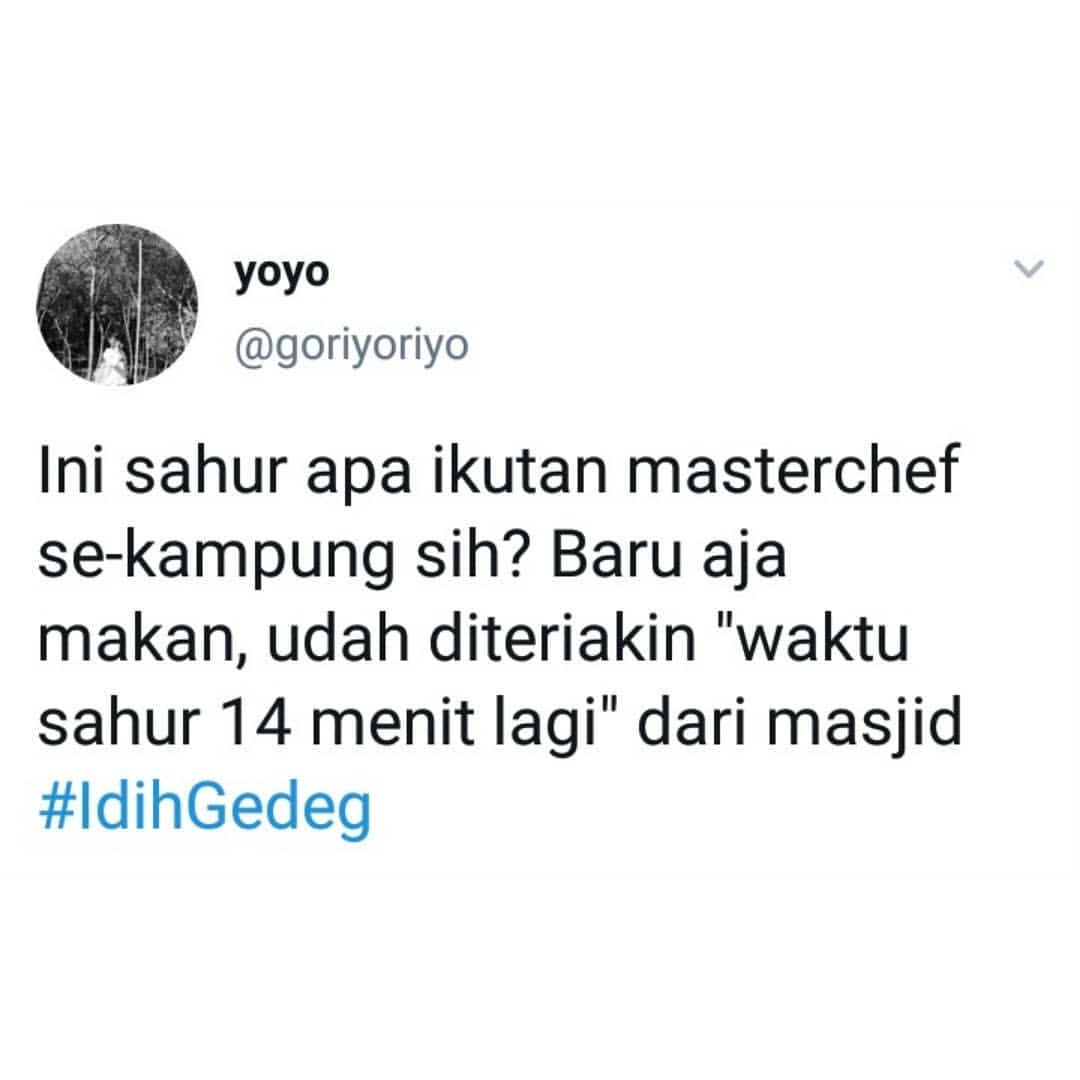 yoyo
@goriyoriyo
Ini sahur apa ikutan masterchef
se-kampung sih? Baru aja
makan, udah diteriakin "waktu
sahur 14 menit lagi" dari masjid
#IdihGedeg